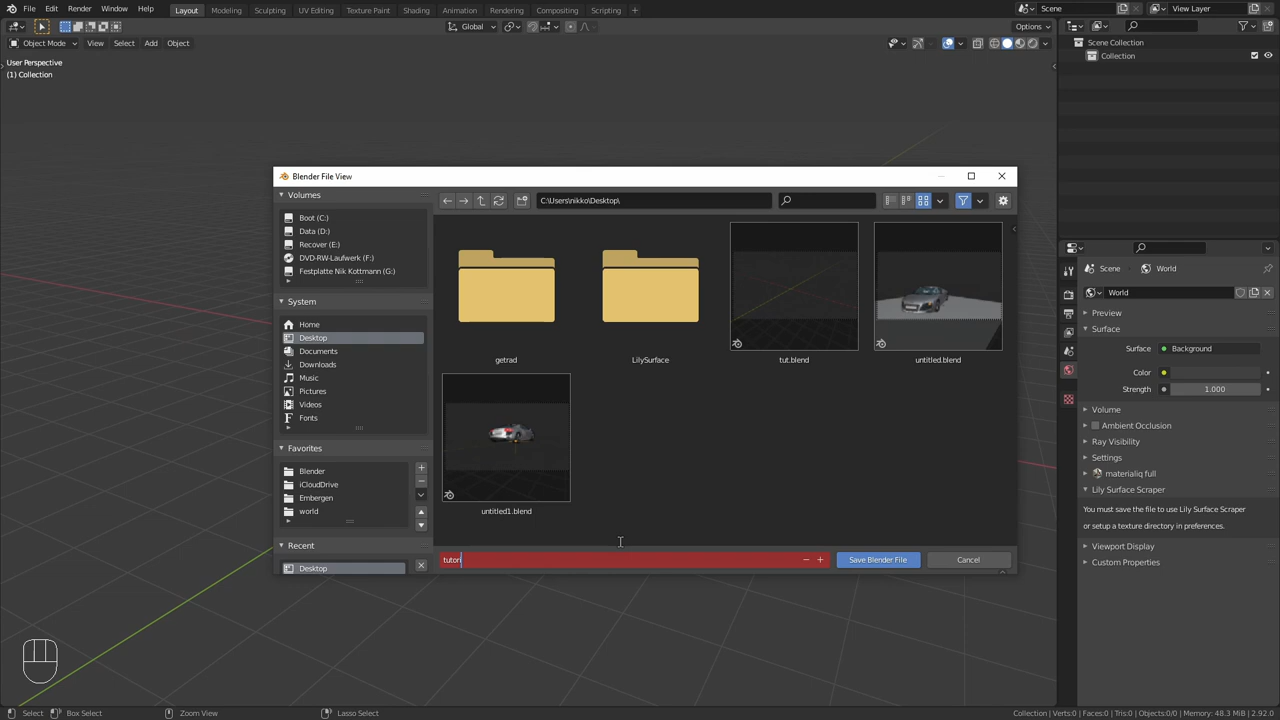 File Edit Render Window Help Layout Modeling Sculpting UV Editing Texture Paint Shading Animation Rendering Compositing Scripting + Scene View Layer
Global Options
Object Mode View Select Add Object
User Perspective
(1) Collection
Scene Collection
Collection
Blender File View
Volumes
Boot (C:)
Data (D:)
Recover (E:)
DVD-RW-Laufwerk (F:)
Festplatte Nik Kottmann (G:)
System
Home
Desktop
Documents
Downloads
Music
Pictures
Videos
Fonts
Favorites
Blender
iCloudDrive
Embergen
world
Recent
Desktop
C:\Users\nikko\Desktop\
getrad LilySurface tut.blend untitled.blend
untitled1.blend
tutori Save Blender File Cancel
Scene World
World
Preview
Surface
Surface Background
Color
Strength 1.000
Volume
Ambient Occlusion
Ray Visibility
Settings
materialiq full
Lily Surface Scraper
You must save the file to use Lily Surface Scraper
or setup a texture directory in preferences.
Viewport Display
Custom Properties
Select Box Select Zoom View Lasso Select Collection | Verts:0 | Faces:0 | Tris:0 | Objects:0/0 | Memory: 48.3 MiB | 2.92.0